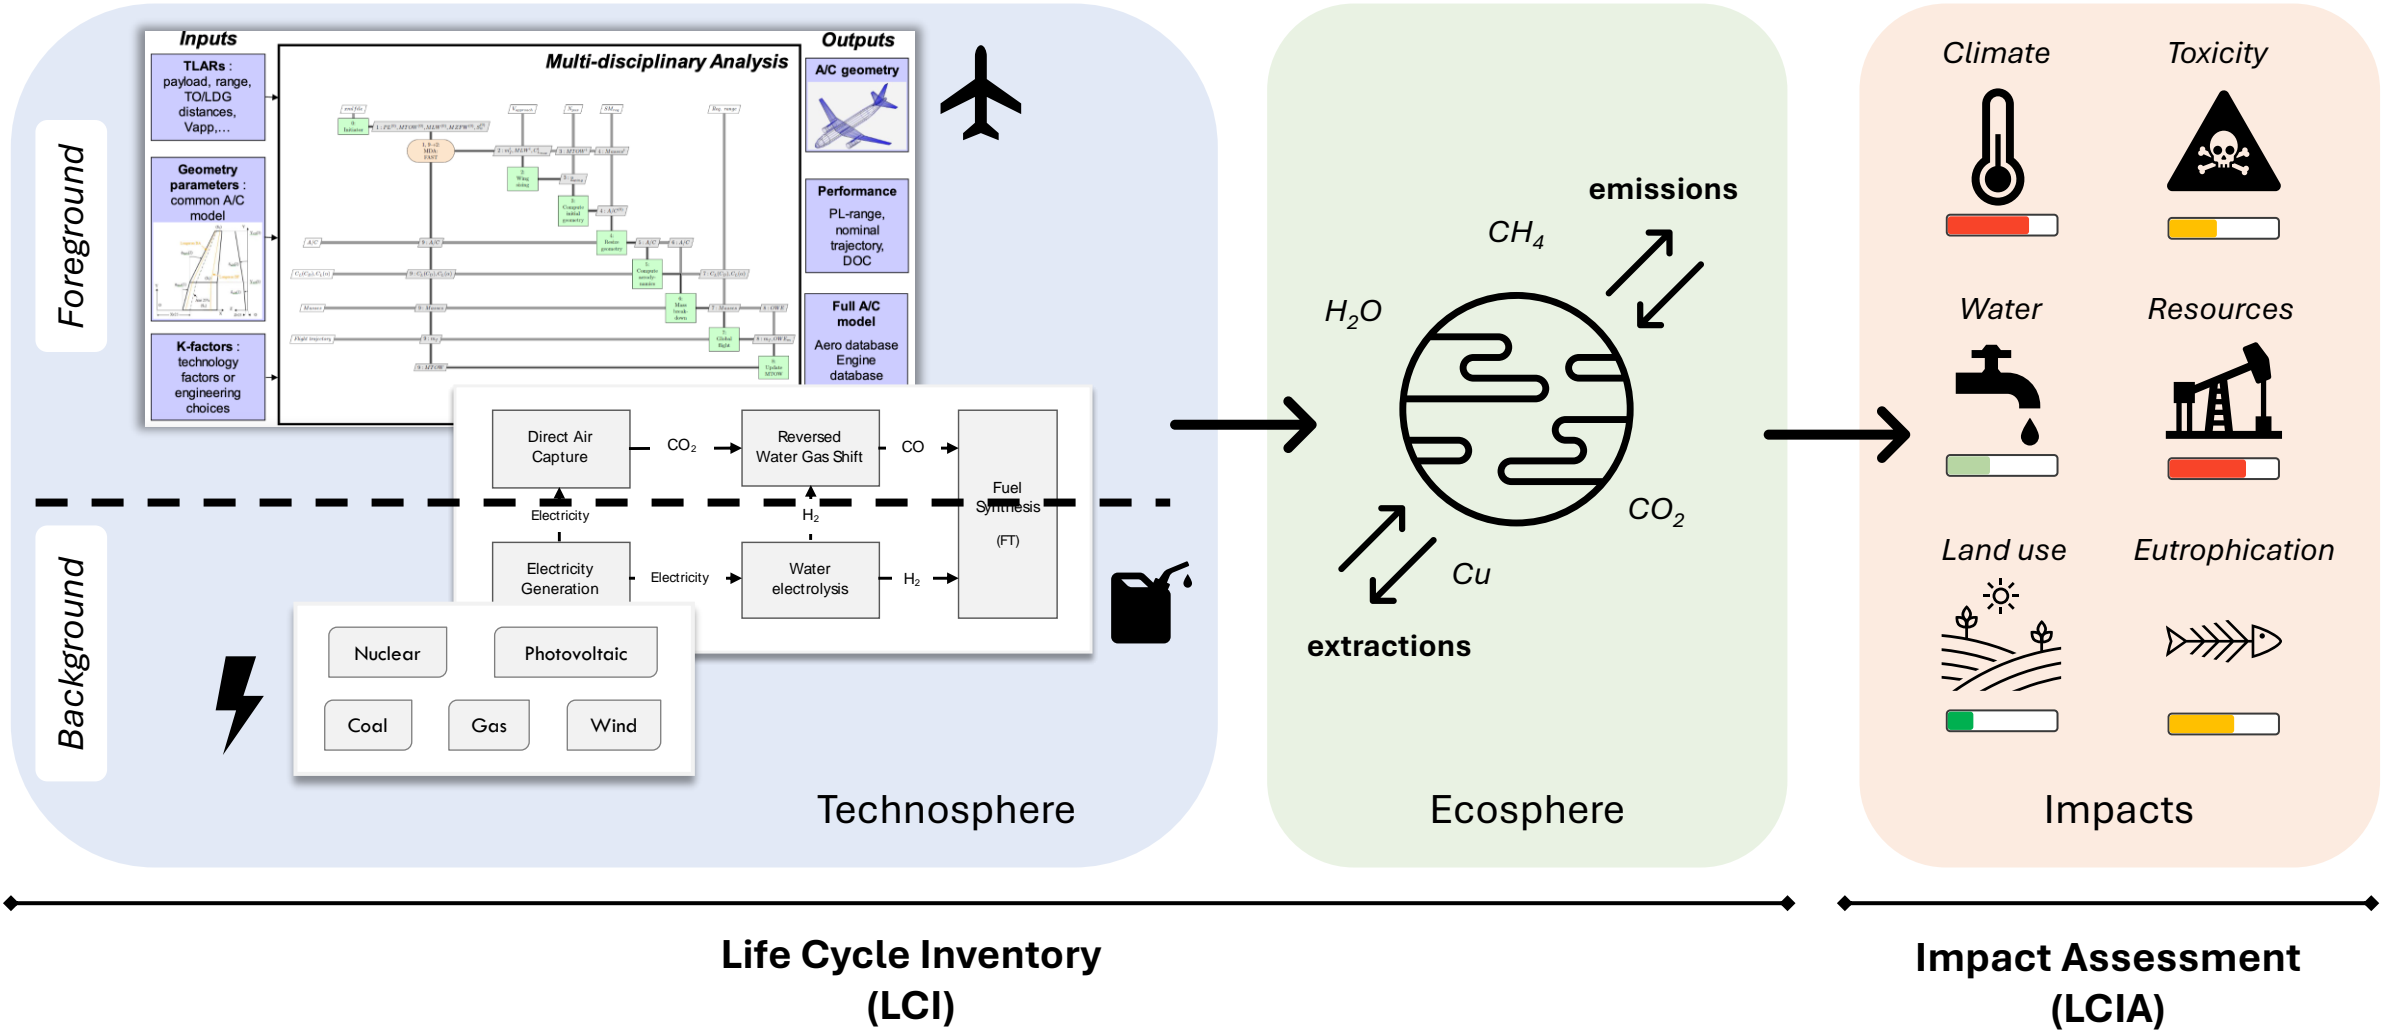 Inputs
TLARs :
payload, range,
TO/LDG
distances,
Vapp,...
Geometry
parameters :
common A/C
model
K-factors :
technology
factors or
engineering
choices
Multi-disciplinary Analysis
Outputs
A/C geometry
Performance
PL-range,
nominal
trajectory,
DOC
Full A/C
model
Aero database
Engine
database
Foreground
Background
Direct Air
Capture
CO2
Reversed
Water Gas Shift
CO
Fuel
Synthesis
(FT)
Electricity
H2
Electricity
Generation
Electricity
Water
electrolysis
H2
Nuclear
Photovoltaic
Coal
Gas
Wind
Technosphere
emissions
CH4
H2O
CO2
Cu
extractions
Ecosphere
Climate
Toxicity
Water
Resources
Land use
Eutrophication
Impacts
Life Cycle Inventory
(LCI)
Impact Assessment
(LCIA)